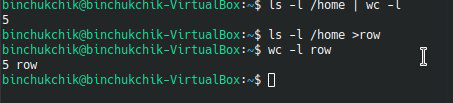 binchukchik@binchukchik-VirtualBox:~$ ls -l /home | wc -l
5
binchukchik@binchukchik-VirtualBox:~$ ls -l /home >row
binchukchik@binchukchik-VirtualBox:~$ wc -l row
5 row
binchukchik@binchukchik-VirtualBox:~$